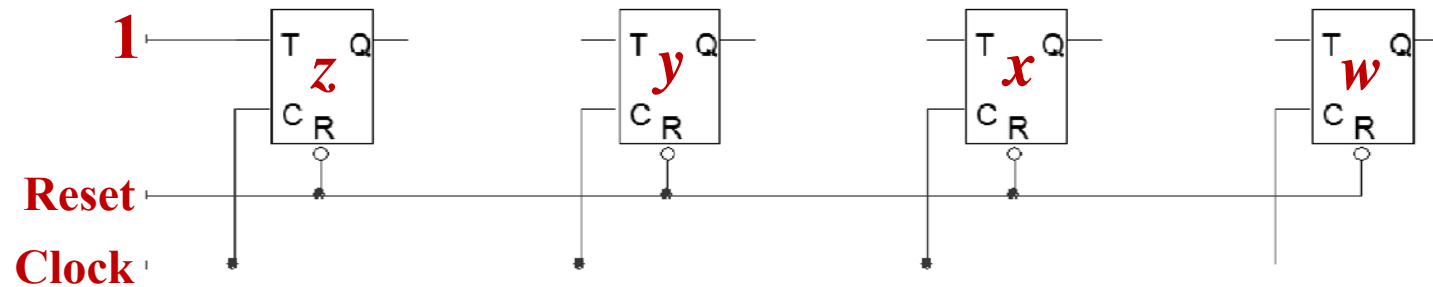 1 T Q T Q T Q T Q
z y x w
C R C R C R C R
Reset
Clock